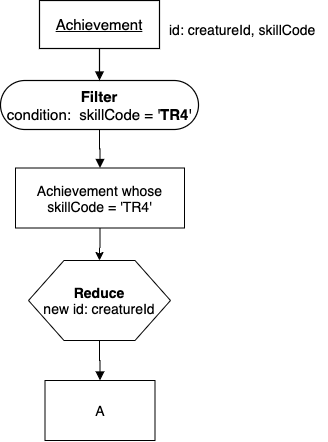 Achievement
id: creatureId, skillCode
Filter
condition:  skillCode = 'TR4'
Achievement whose
skillCode = 'TR4'
Reduce
new id: creatureId
A